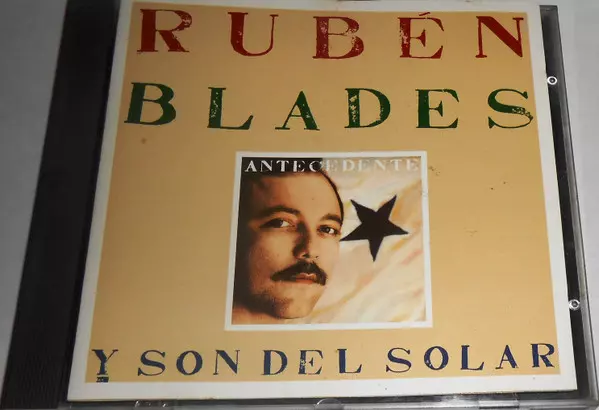 RUBÉN
BLADES
ANTECEDENTE
Y SON DEL SOLAR